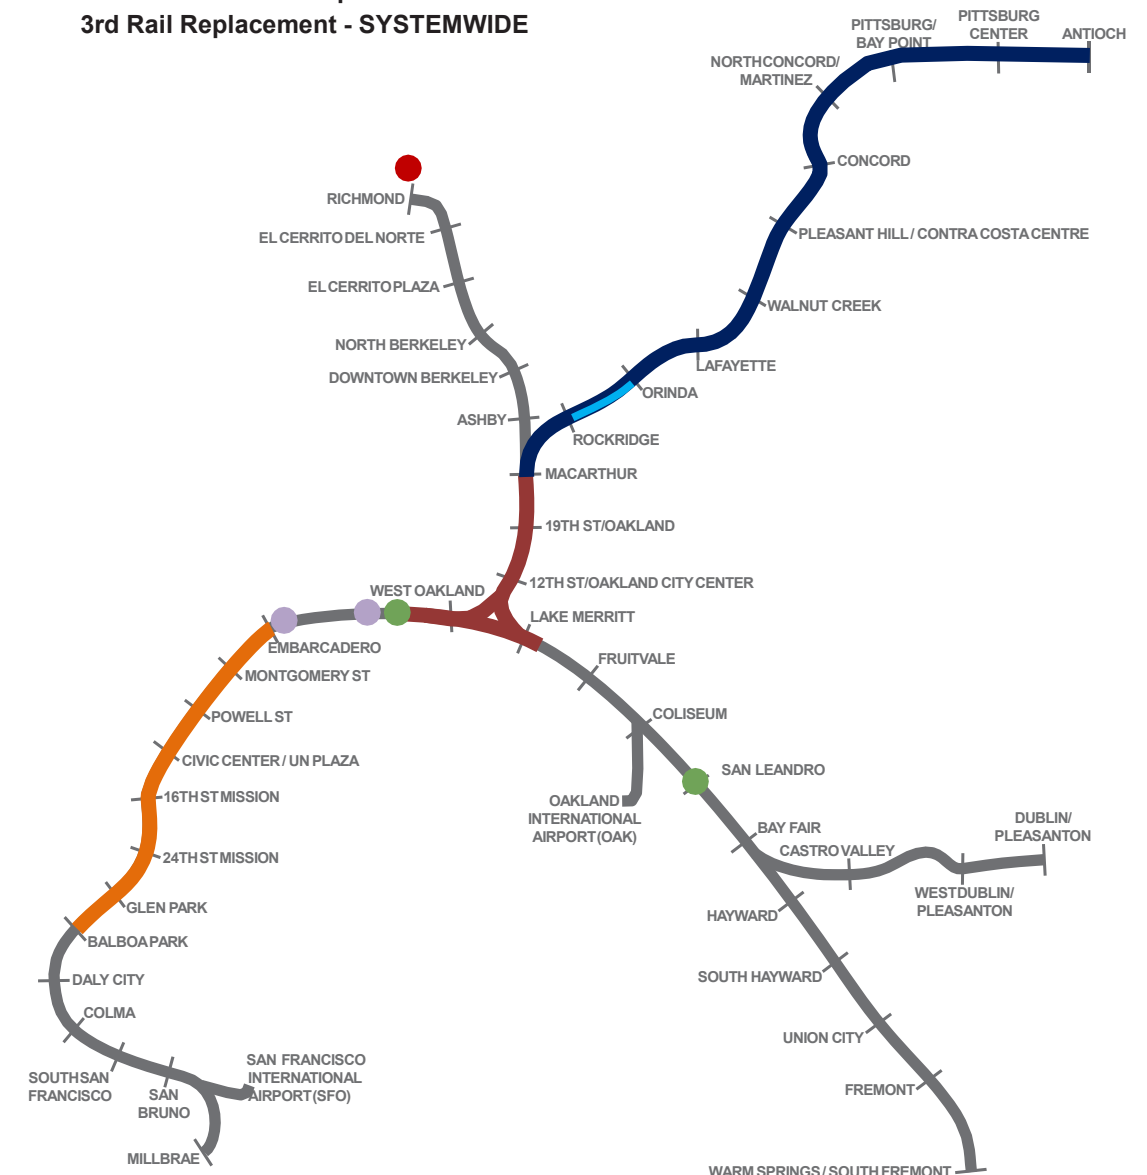 3rd Rail Replacement - SYSTEMWIDE
PITTSBURG/
BAY POINT
PITTSBURG
CENTER
ANTIOCH
NORTH CONCORD/
MARTINEZ
CONCORD
PLEASANT HILL / CONTRA COSTA CENTRE
WALNUT CREEK
LAFAYETTE
ORINDA
ROCKRIDGE
RICHMOND
EL CERRITO DEL NORTE
EL CERRITO PLAZA
NORTH BERKELEY
DOWNTOWN BERKELEY
ASHBY
MACARTHUR
19TH ST/OAKLAND
12TH ST/OAKLAND CITY CENTER
WEST OAKLAND
LAKE MERRITT
EMBARCADERO
MONTGOMERY ST
POWELL ST
CIVIC CENTER / UN PLAZA
16TH ST MISSION
24TH ST MISSION
GLEN PARK
BALBOA PARK
DALY CITY
COLMA
SOUTH SAN
FRANCISCO
SAN
BRUNO
SAN FRANCISCO
INTERNATIONAL
AIRPORT (SFO)
MILLBRAE
FRUITVALE
COLISEUM
OAKLAND
INTERNATIONAL
AIRPORT (OAK)
SAN LEANDRO
BAY FAIR
CASTRO VALLEY
WEST DUBLIN/
PLEASANTON
DUBLIN/
PLEASANTON
HAYWARD
SOUTH HAYWARD
UNION CITY
FREMONT
WARM SPRINGS / SOUTH FREMONT